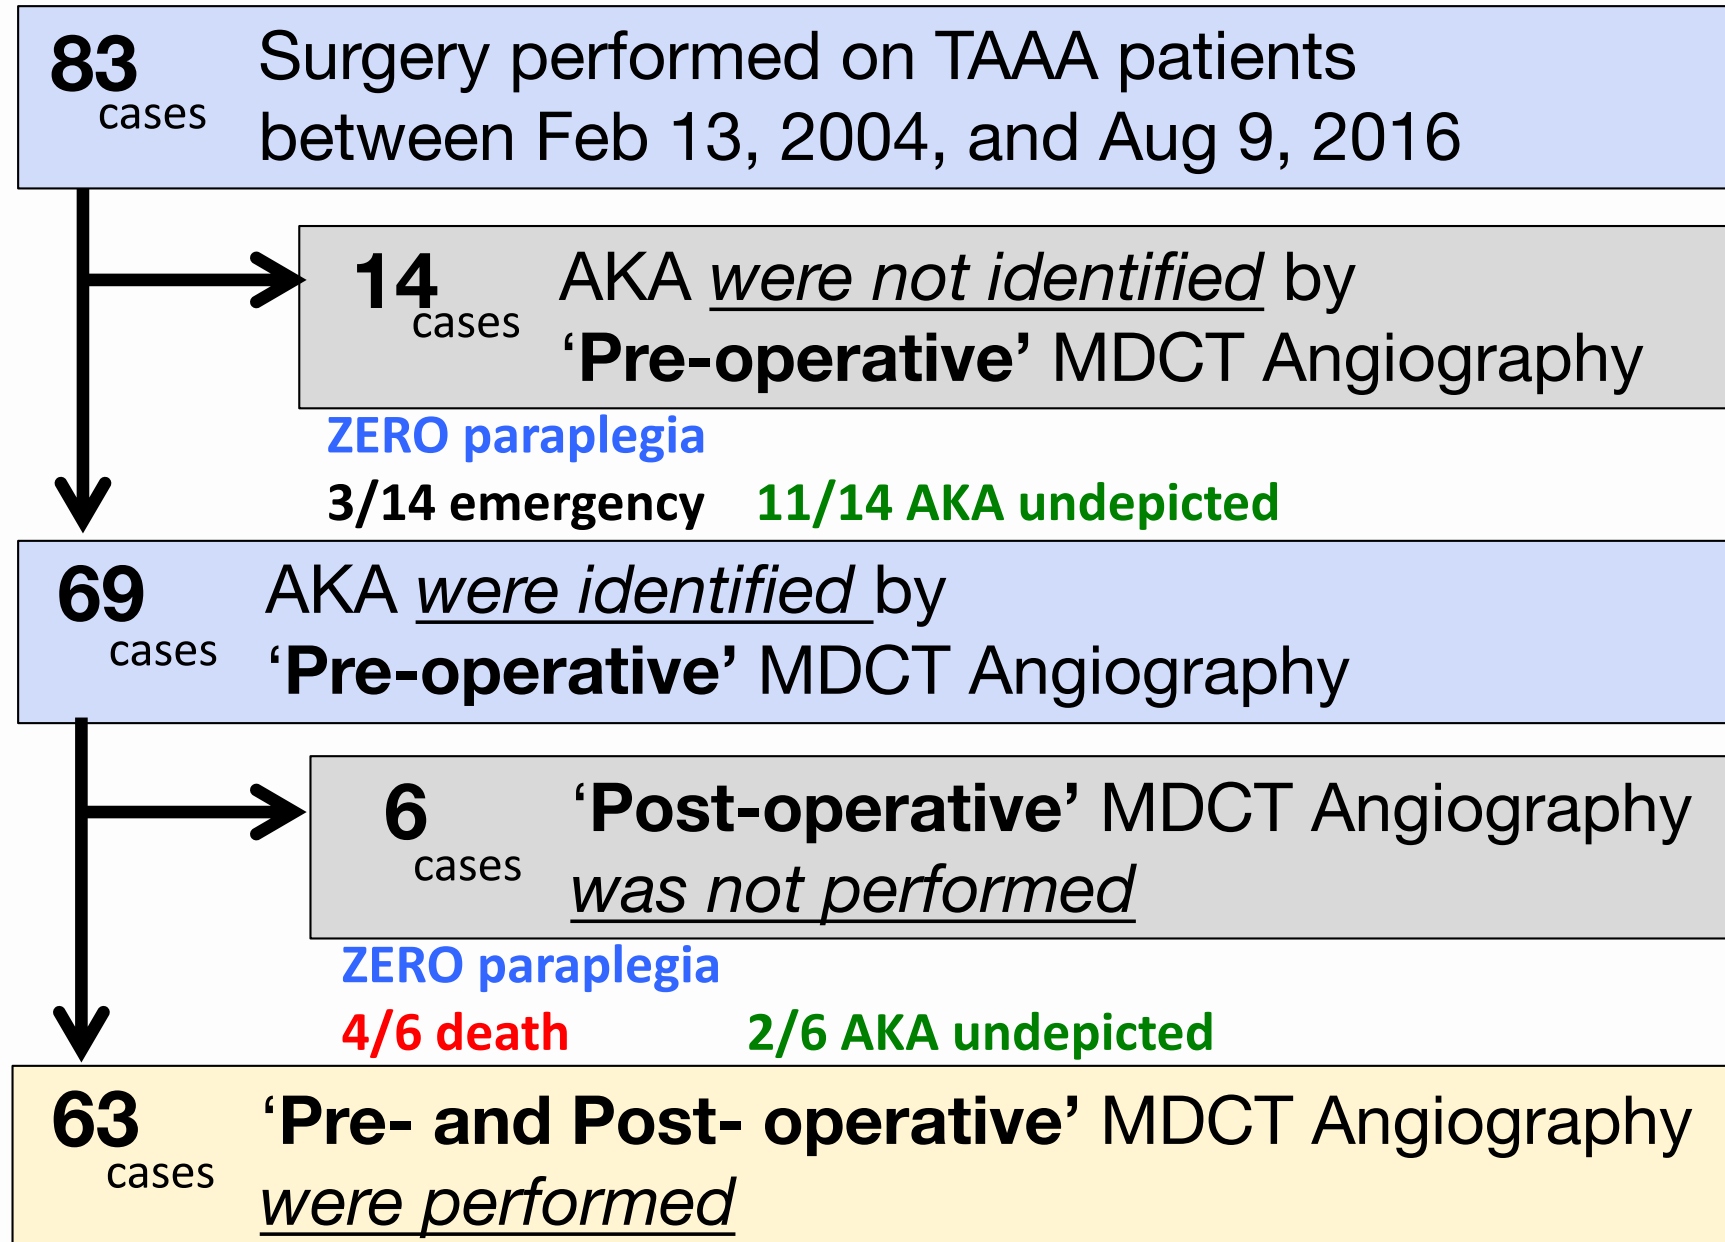 83 cases Surgery performed on TAAA patients
between Feb 13, 2004, and Aug 9, 2016
14 cases AKA were not identified by
‘Pre-operative’ MDCT Angiography
ZERO paraplegia
3/14 emergency 11/14 AKA undepicted
69 cases AKA were identified by
‘Pre-operative’ MDCT Angiography
6 cases ‘Post-operative’ MDCT Angiography
was not performed
ZERO paraplegia
4/6 death 2/6 AKA undepicted
63 cases ‘Pre- and Post- operative’ MDCT Angiography
were performed